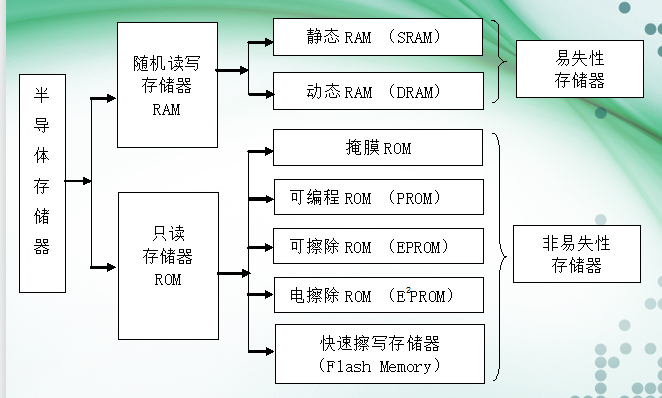 半
导
体
存
储
器
随机读写
存储器
RAM
只读
存储器
ROM
静态 RAM （SRAM）
动态 RAM （DRAM）
掩膜 ROM
可编程 ROM （PROM）
可擦除 ROM （EPROM）
电擦除 ROM （E²PROM）
快速擦写存储器
（Flash Memory）
易失性
存储器
非易失性
存储器